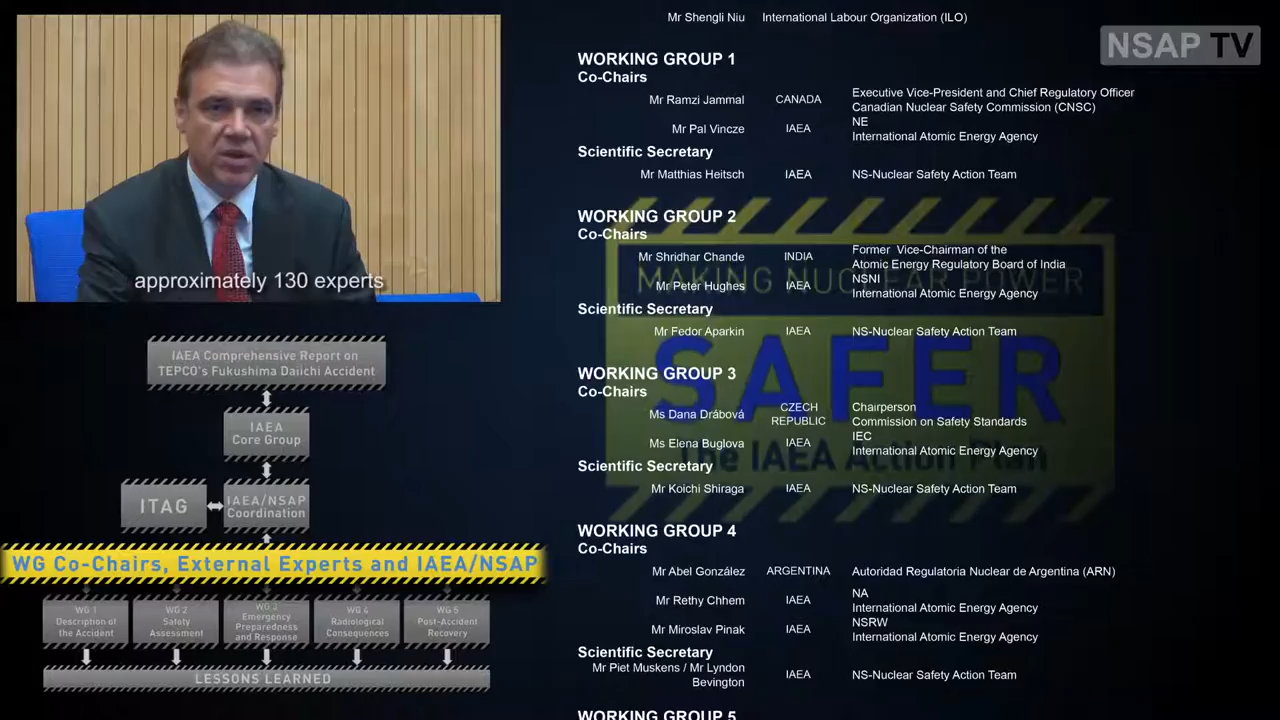 Mr Shengli Niu International Labour Organization (ILO)
NSAP TV
WORKING GROUP 1
Co-Chairs
Mr Ramzi Jammal CANADA Executive Vice-President and Chief Regulatory Officer
Canadian Nuclear Safety Commission (CNSC)
Mr Pal Vincze IAEA NE
International Atomic Energy Agency
Scientific Secretary
Mr Matthias Heitsch IAEA NS-Nuclear Safety Action Team
WORKING GROUP 2
Co-Chairs
Mr Shridhar Chande INDIA Former Vice-Chairman of the
Atomic Energy Regulatory Board of India
Mr Peter Hughes IAEA NSNI
International Atomic Energy Agency
Scientific Secretary
Mr Fedor Aparkin IAEA NS-Nuclear Safety Action Team
WORKING GROUP 3
Co-Chairs
Ms Dana Drábová CZECH REPUBLIC Chairperson
Commission on Safety Standards
Ms Elena Buglova IAEA IEC
International Atomic Energy Agency
Scientific Secretary
Mr Koichi Shiraga IAEA NS-Nuclear Safety Action Team
WORKING GROUP 4
Co-Chairs
Mr Abel González ARGENTINA Autoridad Regulatoria Nuclear de Argentina (ARN)
Mr Rethy Chhem IAEA NA
International Atomic Energy Agency
Mr Miroslav Pinak IAEA NSRW
International Atomic Energy Agency
Scientific Secretary
Mr Piet Muskens / Mr Lyndon
Bevington IAEA NS-Nuclear Safety Action Team
WORKING GROUP 5
MAKING NUCLEAR POWER
SAFER
The IAEA Action Plan
approximately 130 experts
IAEA Comprehensive Report on
TEPCO's Fukushima Daiichi Accident
IAEA
Core Group
ITAG
IAEA/NSAP
Coordination
WG Co-Chairs, External Experts and IAEA/NSAP
WG 1
Description of
the Accident
WG 2
Safety
Assessment
WG 3
Emergency
Preparedness
and Response
WG 4
Radiological
Consequences
WG 5
Post-Accident
Recovery
LESSONS LEARNED